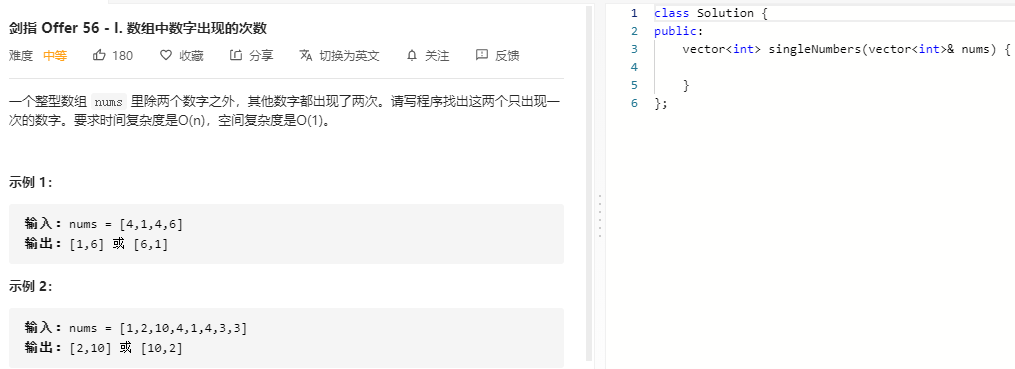 剑指 Offer 56 - I. 数组中数字出现的次数
难度 中等 180 收藏 分享 切换为英文 关注 反馈
一个整型数组 nums 里除两个数字之外，其他数字都出现了两次。请写程序找出这两个只出现一
次的数字。要求时间复杂度是O(n)，空间复杂度是O(1)。
示例 1：
输入：nums = [4,1,4,6]
输出：[1,6] 或 [6,1]
示例 2：
输入：nums = [1,2,10,4,1,4,3,3]
输出：[2,10] 或 [10,2]
1 class Solution {
2 public:
3     vector<int> singleNumbers(vector<int>& nums) {
4
5     }
6 };